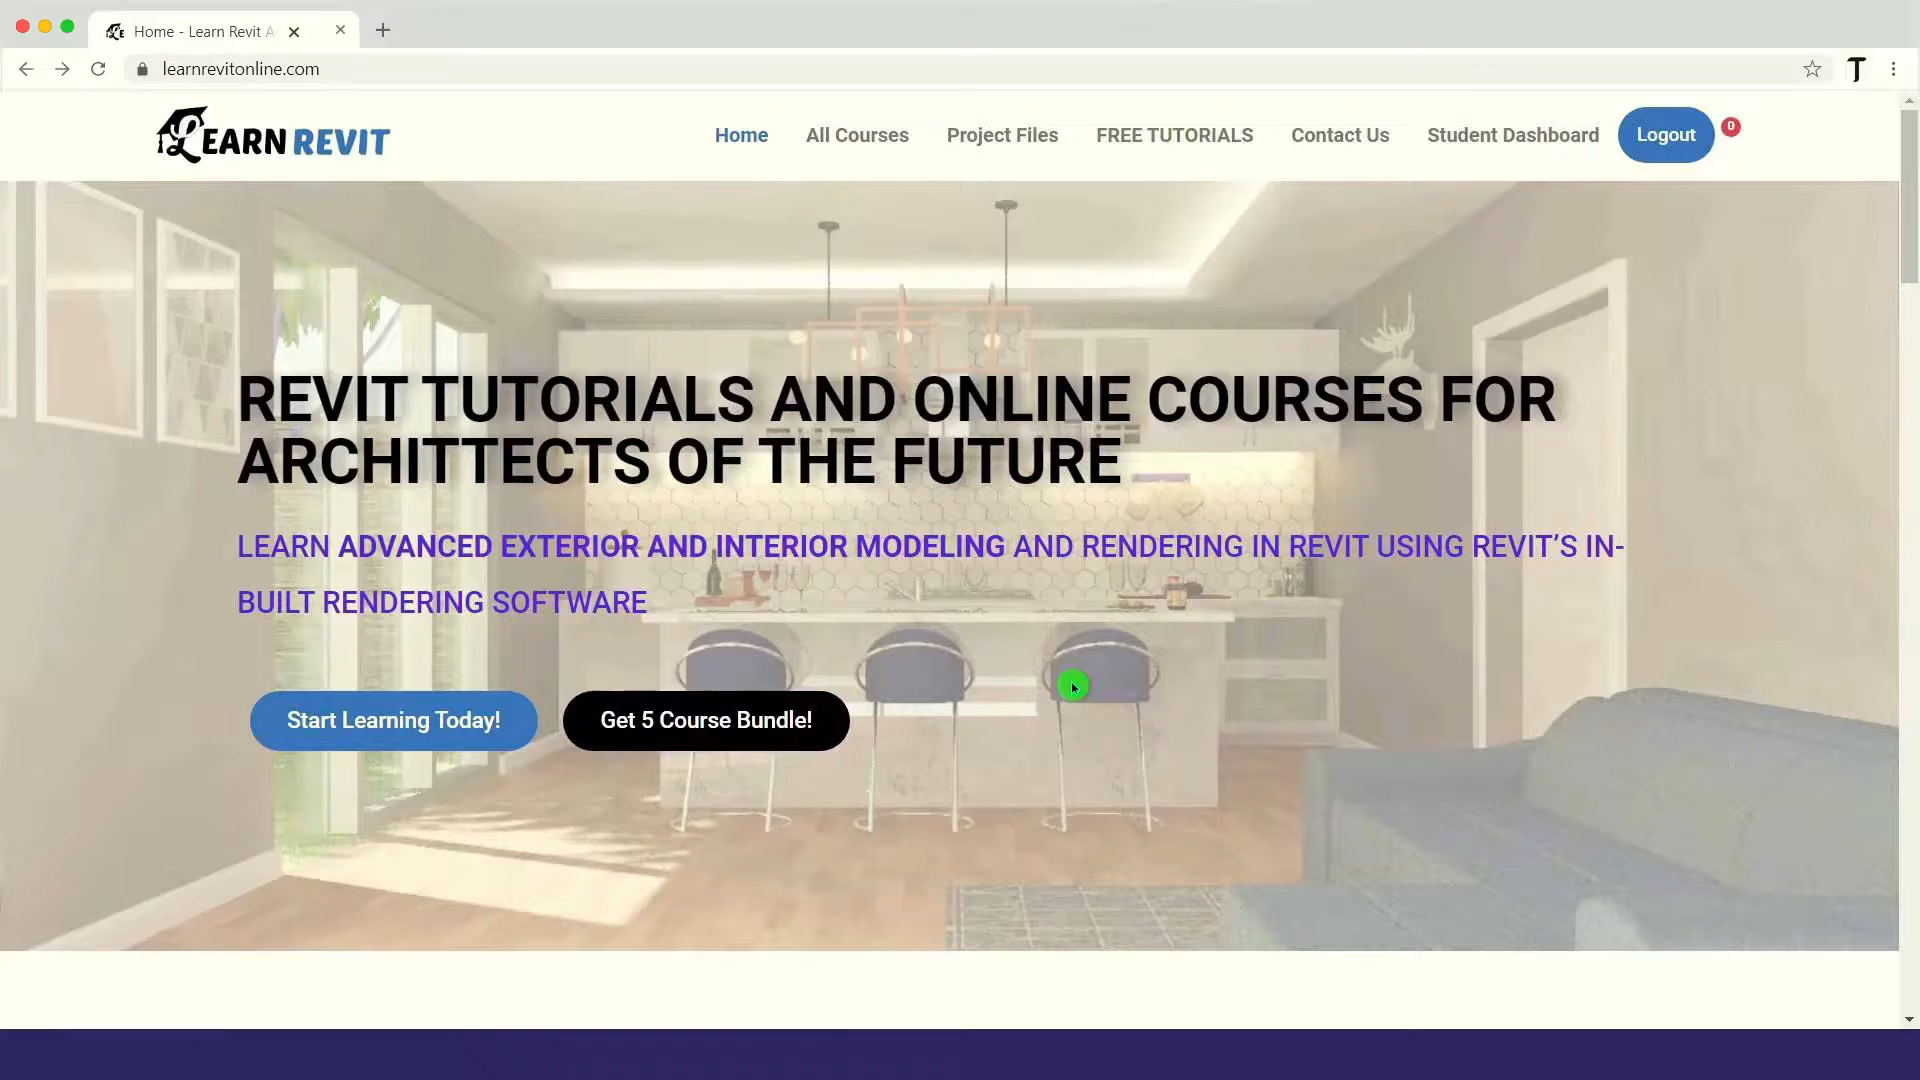 Home - Learn Revit A
learnrevitonline.com
LEARN REVIT
Home
All Courses
Project Files
FREE TUTORIALS
Contact Us
Student Dashboard
Logout
0
REVIT TUTORIALS AND ONLINE COURSES FOR
ARCHITTECTS OF THE FUTURE
LEARN ADVANCED EXTERIOR AND INTERIOR MODELING AND RENDERING IN REVIT USING REVIT’S IN-
BUILT RENDERING SOFTWARE
Start Learning Today!
Get 5 Course Bundle!